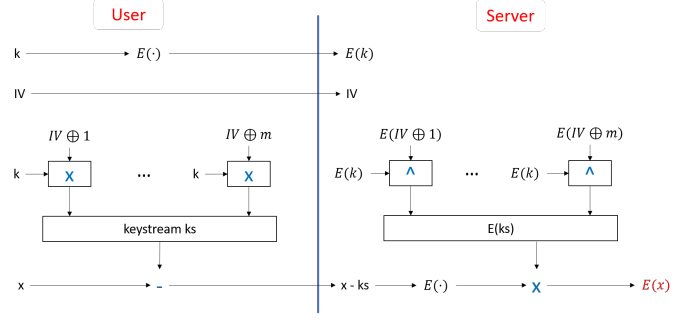 User Server
k E(·) E(k)
IV IV
IV ⊕ 1 IV ⊕ m E(IV ⊕ 1) E(IV ⊕ m)
k x ... k x E(k) ^ ... E(k) ^
keystream ks E(ks)
x - x - ks E(·) x E(x)